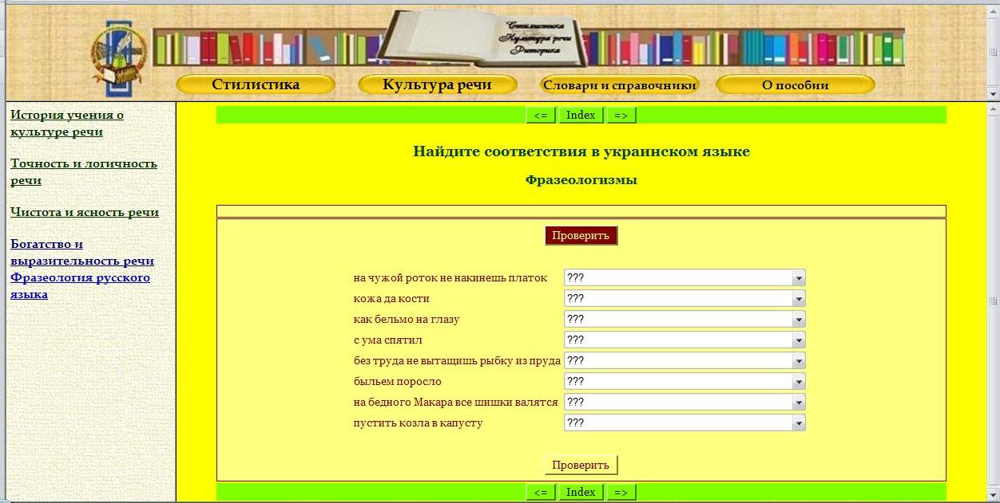 Стилистика
Культура речи
Риторика
Стилистика
Культура речи
Словари и справочники
О пособии
История учения о
культуре речи
Точность и логичность
речи
Чистота и ясность речи
Богатство и
выразительность речи
Фразеология русского
языка
<= Index =>
Найдите соответствия в украинском языке
Фразеологизмы
Проверить
на чужой роток не накинешь платок ???
кожа да кости ???
как бельмо на глазу ???
с ума спятил ???
без труда не вытащишь рыбку из пруда ???
быльем поросло ???
на бедного Макара все шишки валятся ???
пустить козла в капусту ???
Проверить
<= Index =>